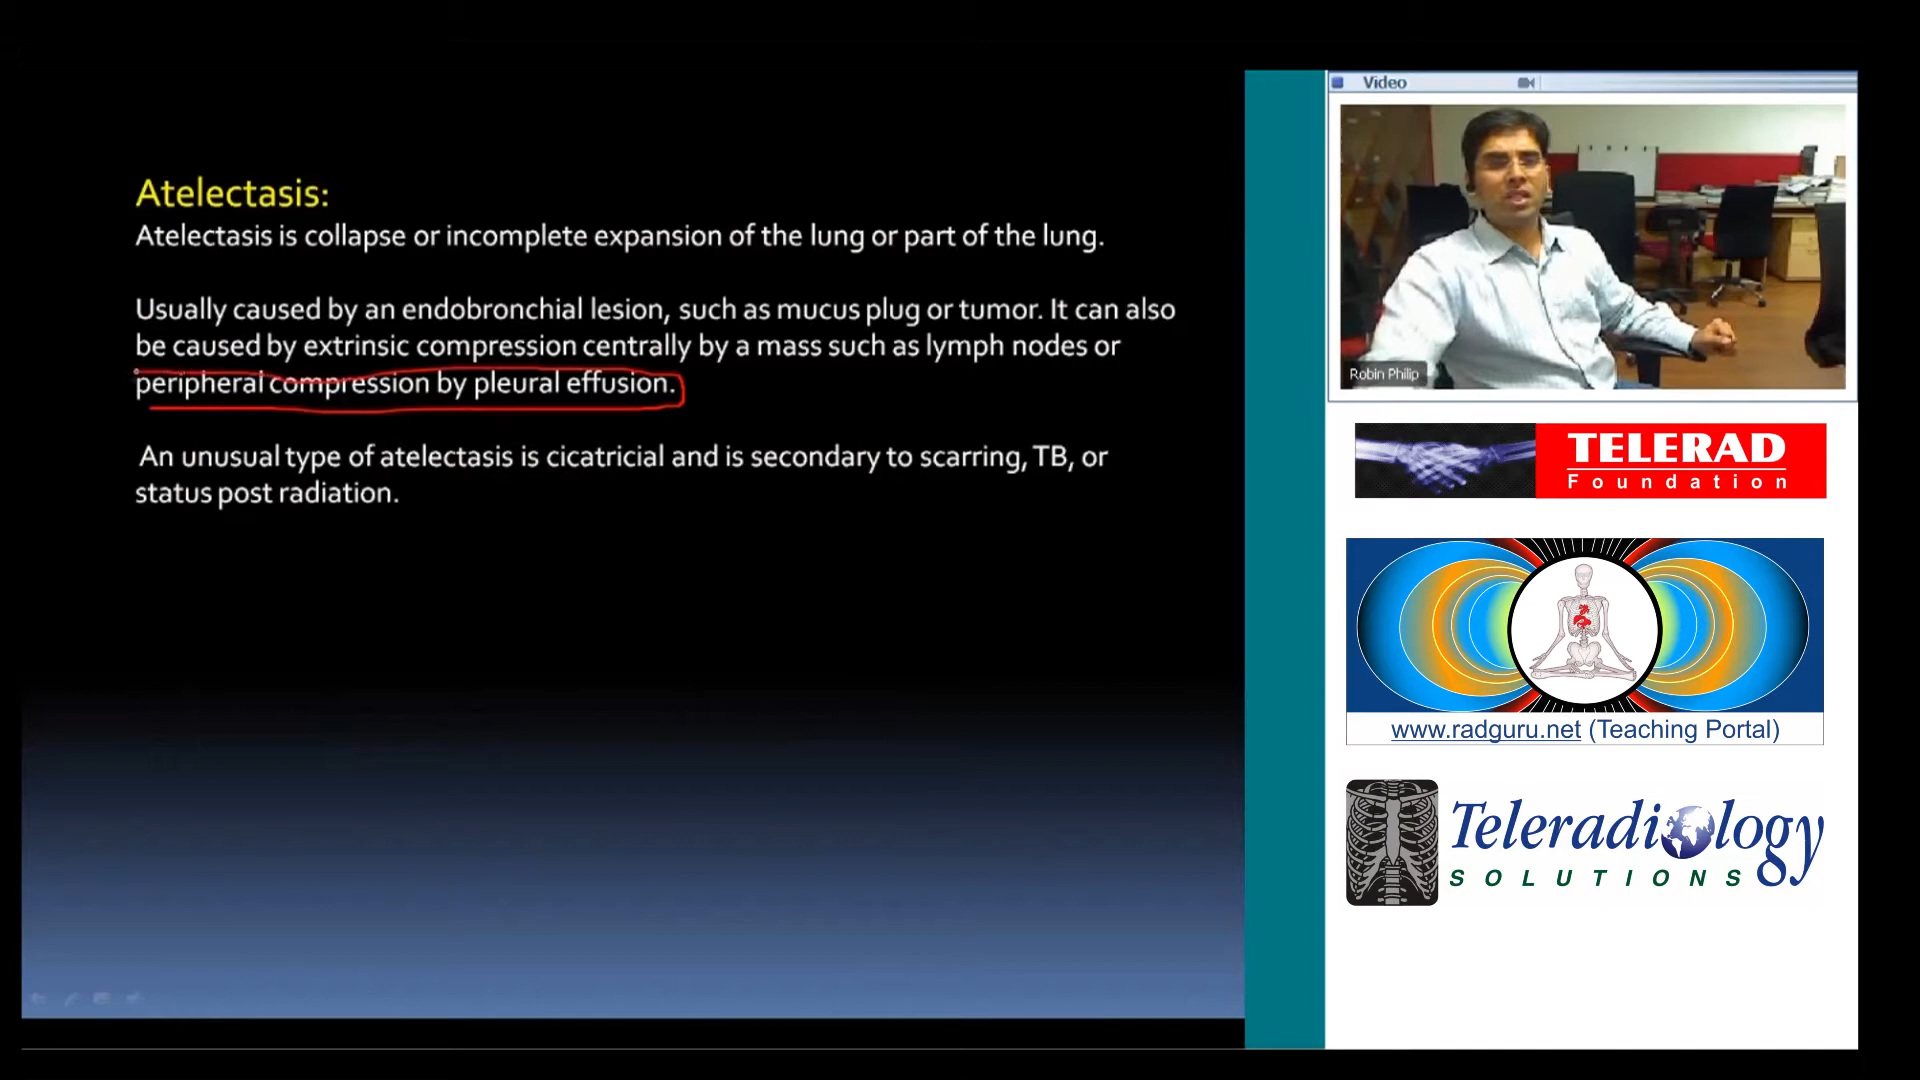 Atelectasis:
Atelectasis is collapse or incomplete expansion of the lung or part of the lung.
Usually caused by an endobronchial lesion, such as mucus plug or tumor. It can also
be caused by extrinsic compression centrally by a mass such as lymph nodes or
peripheral compression by pleural effusion.
An unusual type of atelectasis is cicatricial and is secondary to scarring, TB, or
status post radiation.
Video
Robin Philip
TELERAD
Foundation
www.radguru.net (Teaching Portal)
Teleradiology
SOLUTIONS